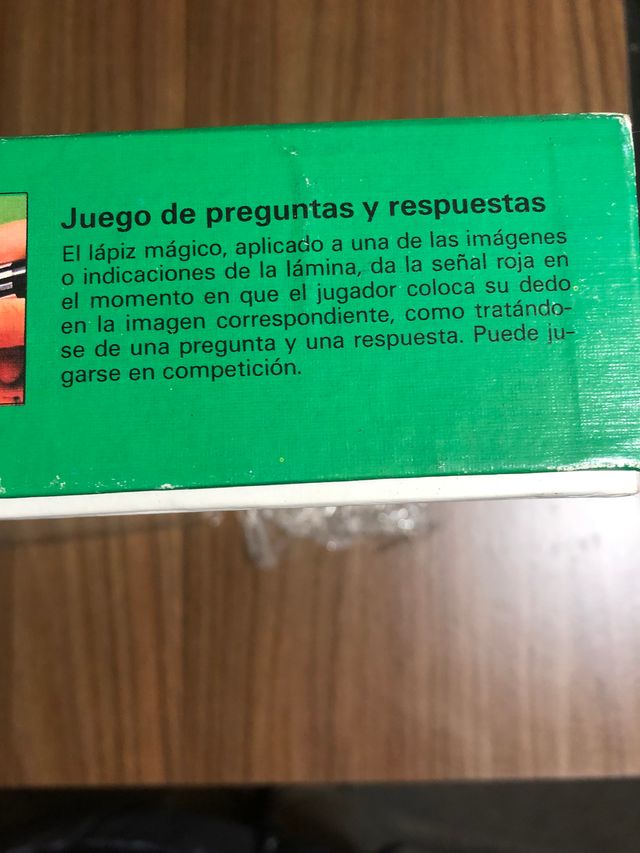 Juego de preguntas y respuestas
El lápiz mágico, aplicado a una de las imágenes
o indicaciones de la lámina, da la señal roja en
el momento en que el jugador coloca su dedo
en la imagen correspondiente, como tratándo-
se de una pregunta y una respuesta. Puede ju-
garse en competición.